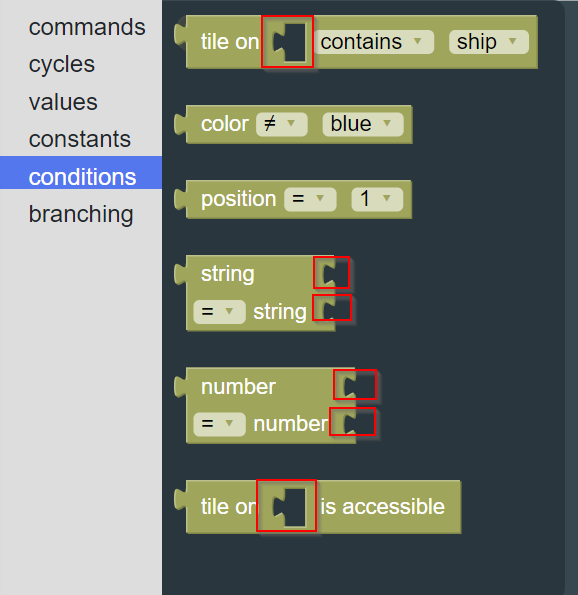 commands
cycles
values
constants
conditions
branching
tile on contains ▾ ship ▾
color ≠ ▾ blue ▾
position = ▾ 1 ▾
string
= ▾ string
number
= ▾ number
tile on is accessible